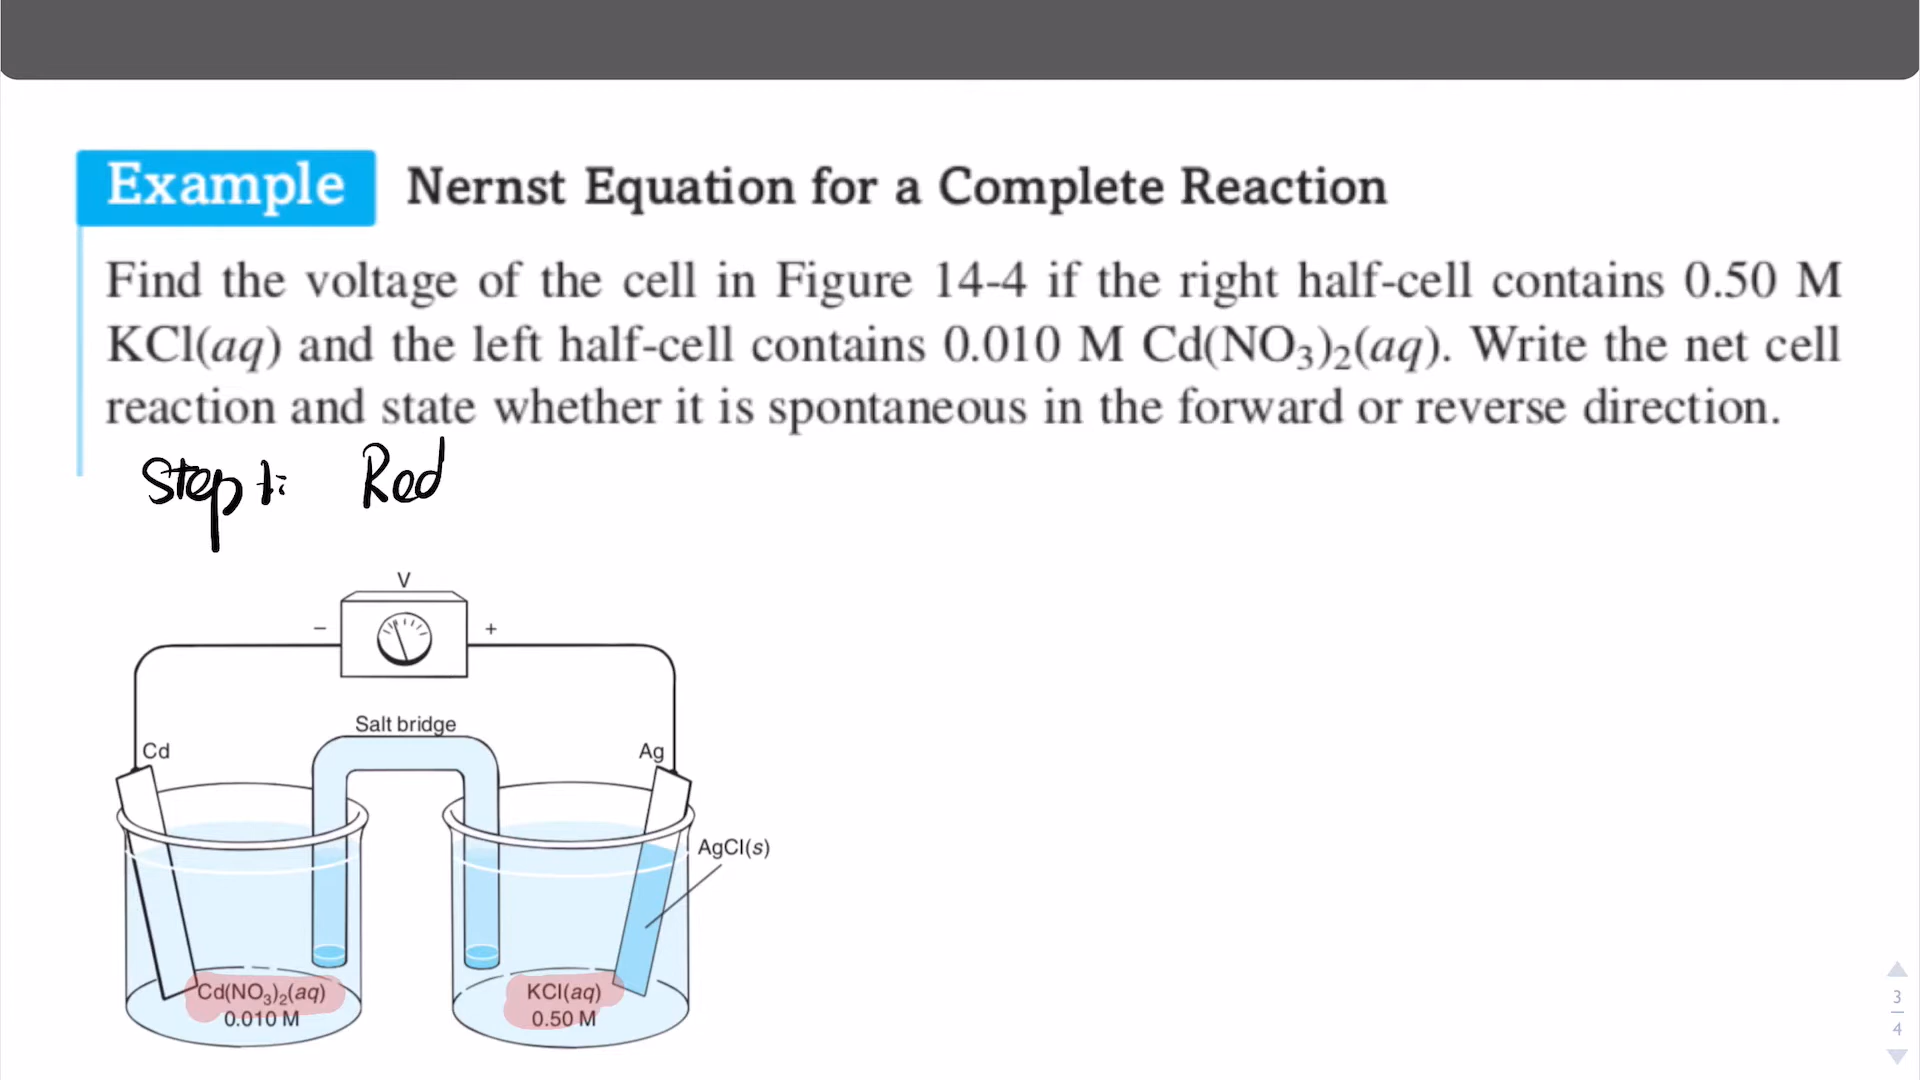 Example Nernst Equation for a Complete Reaction
Find the voltage of the cell in Figure 14-4 if the right half-cell contains 0.50 M
KCl(aq) and the left half-cell contains 0.010 M Cd(NO₃)₂(aq). Write the net cell
reaction and state whether it is spontaneous in the forward or reverse direction.
Step 1: Red
V
− +
Salt bridge
Cd
Ag
AgCl(s)
Cd(NO₃)₂(aq)
0.010 M
KCl(aq)
0.50 M
3
4